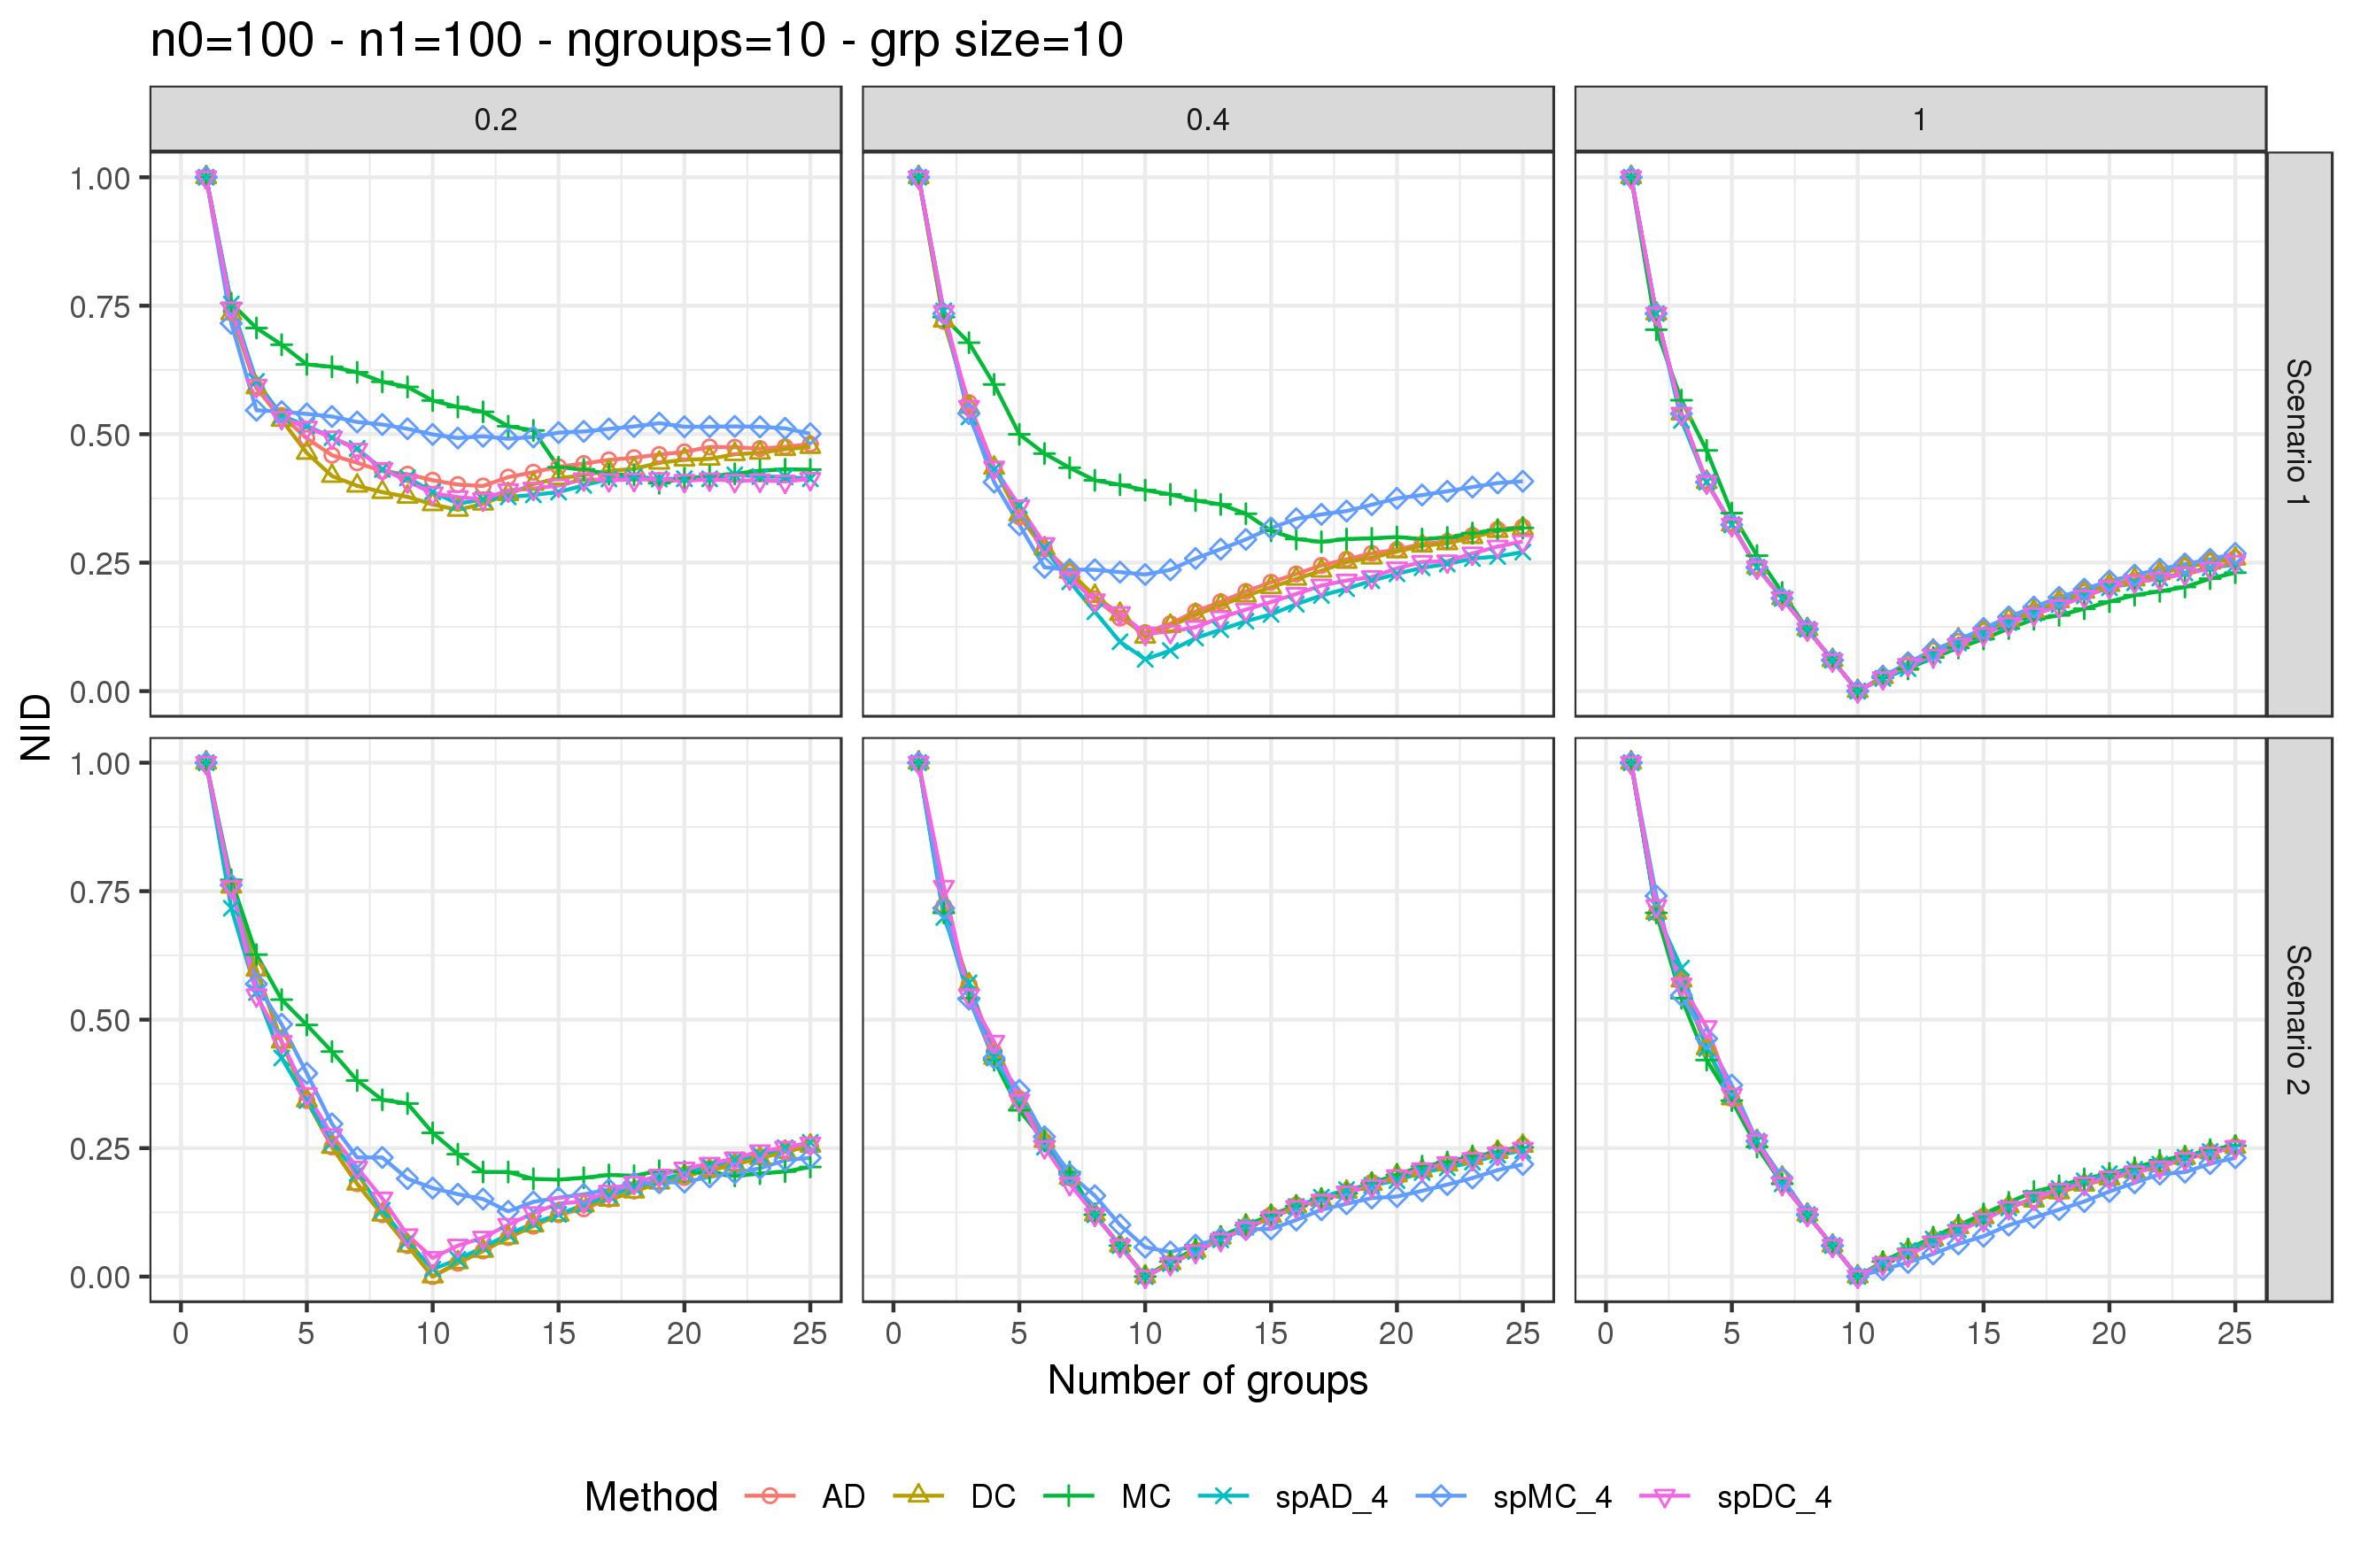 n0=100 - n1=100 - ngroups=10 - grp size=10
0.2
0.4
1
1.00
0.75
0.50
0.25
0.00
Scenario 1
NID
1.00
0.75
0.50
0.25
0.00
Scenario 2
0 5 10 15 20 25
0 5 10 15 20 25
0 5 10 15 20 25
Number of groups
Method AD DC MC spAD_4 spMC_4 spDC_4